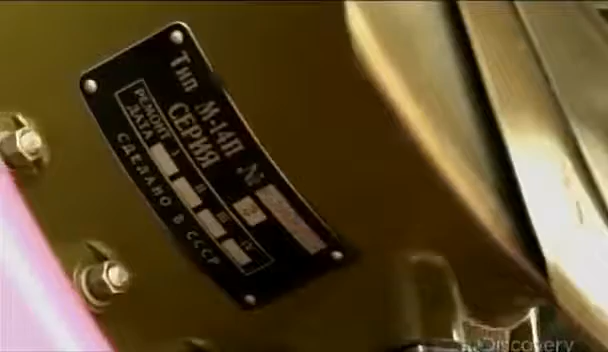 Тип М-14П №
СЕРИЯ
РЕМОНТ I II III IV
ДАТА
СДЕЛАНО В СССР
Discovery